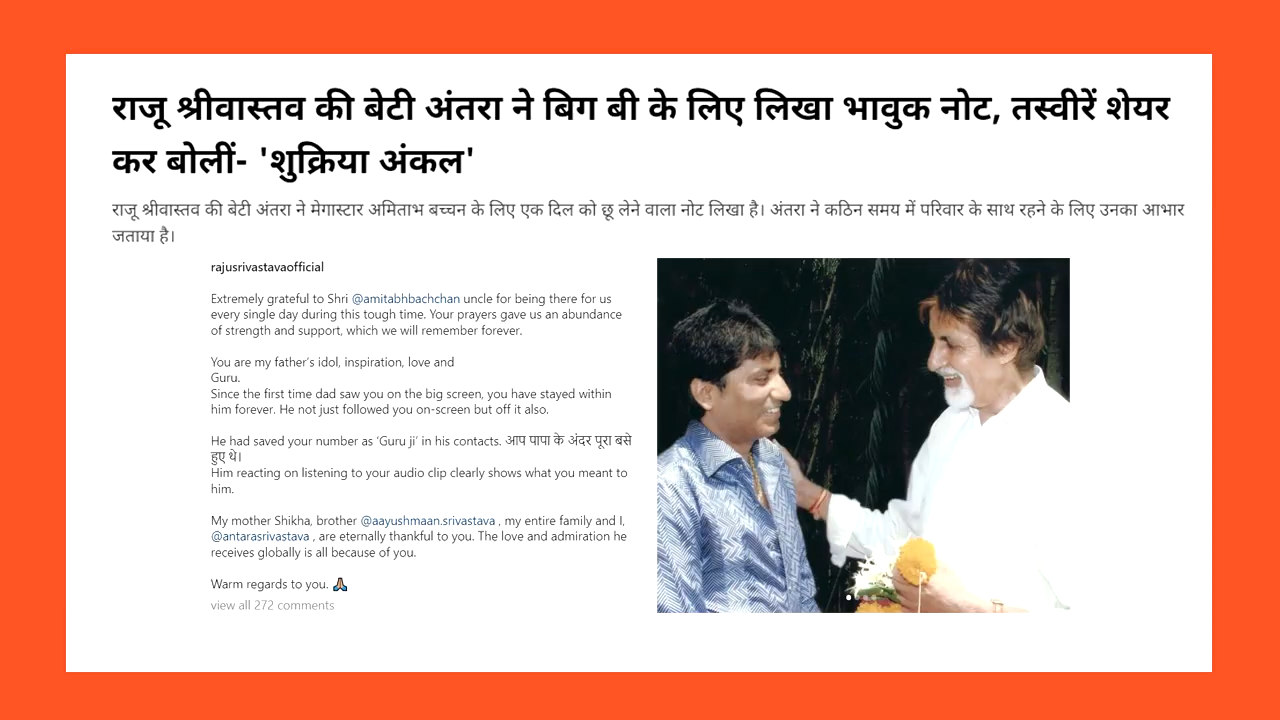 राजू श्रीवास्तव की बेटी अंतरा ने बिग बी के लिए लिखा भावुक नोट, तस्वीरें शेयर
कर बोलीं- 'शुक्रिया अंकल'
राजू श्रीवास्तव की बेटी अंतरा ने मेगास्टार अमिताभ बच्चन के लिए एक दिल को छू लेने वाला नोट लिखा है। अंतरा ने कठिन समय में परिवार के साथ रहने के लिए उनका आभार
जताया है।
rajusrivastavaofficial
Extremely grateful to Shri @amitabhbachchan uncle for being there for us
every single day during this tough time. Your prayers gave us an abundance
of strength and support, which we will remember forever.
You are my father's idol, inspiration, love and
Guru.
Since the first time dad saw you on the big screen, you have stayed within
him forever. He not just followed you on-screen but off it also.
He had saved your number as 'Guru ji' in his contacts. आप पापा के अंदर पूरा बसे
हुए थे।
Him reacting on listening to your audio clip clearly shows what you meant to
him.
My mother Shikha, brother @aayushmaan.srivastava , my entire family and I,
@antarasrivastava , are eternally thankful to you. The love and admiration he
receives globally is all because of you.
Warm regards to you. 🙏🏽
view all 272 comments